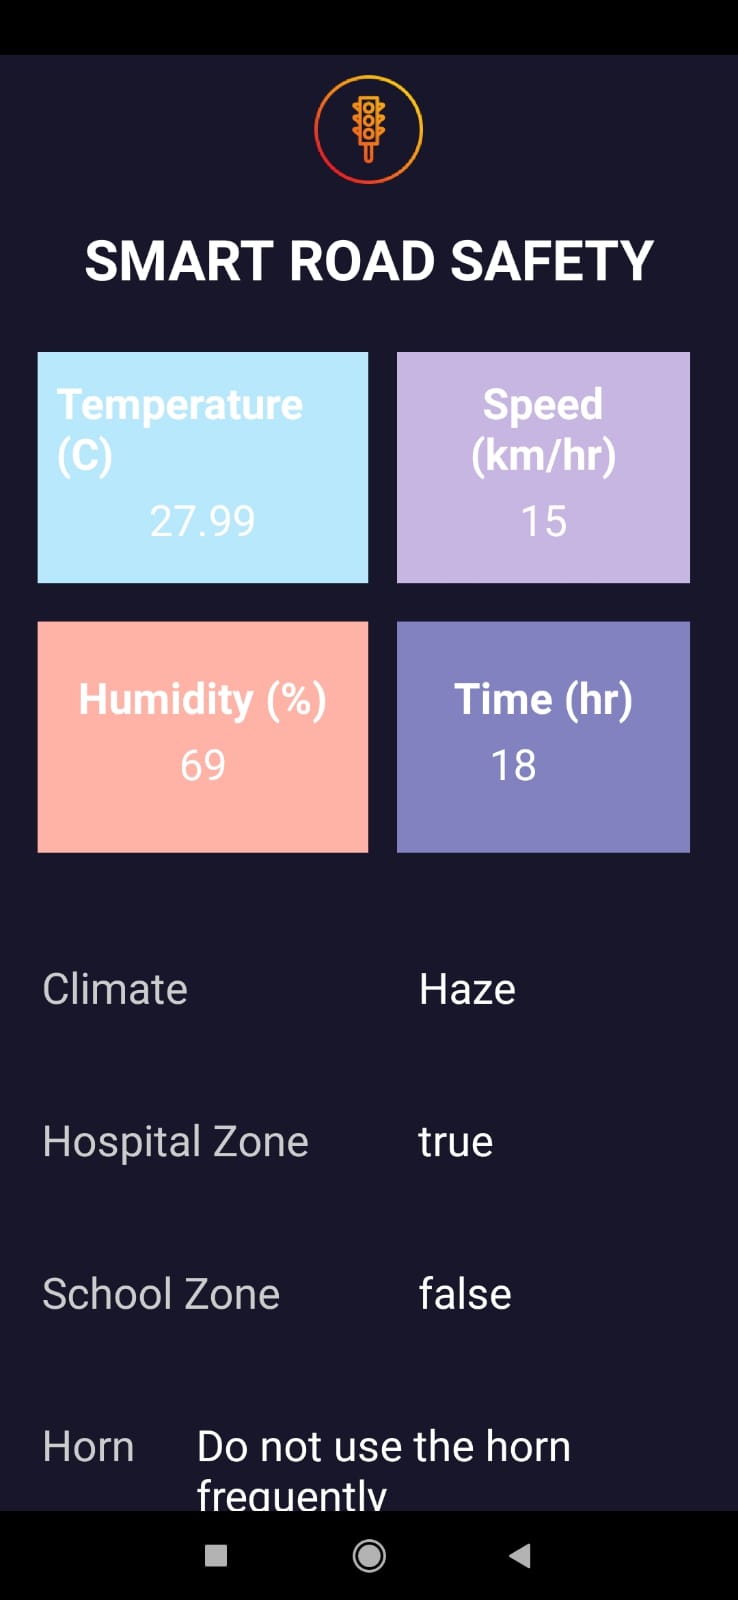 SMART ROAD SAFETY
Temperature
(C)
27.99
Speed
(km/hr)
15
Humidity (%)
69
Time (hr)
18
Climate Haze
Hospital Zone true
School Zone false
Horn Do not use the horn
frequently